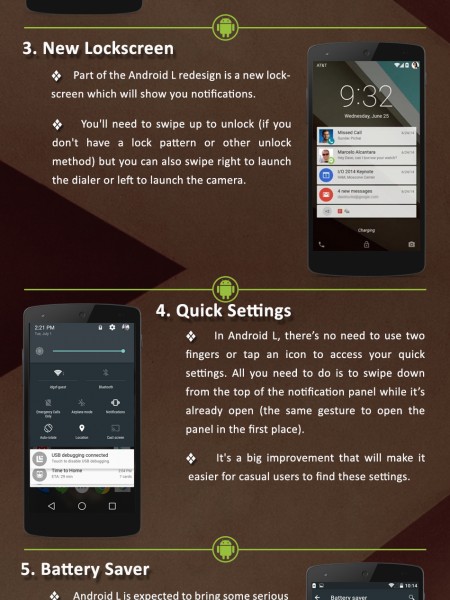 3. New Lockscreen
❖ Part of the Android L redesign is a new lock-
screen which will show you notifications.
❖ You'll need to swipe up to unlock (if you
don't have a lock pattern or other unlock
method) but you can also swipe right to launch
the dialer or left to launch the camera.
AT&T
9:32
Wednesday, June 25
Missed Call
Marcelo Alcantara
I/O 2014 Keynote
4 new messages
Charging
4. Quick Settings
❖ In Android L, there's no need to use two
fingers or tap an icon to access your quick
settings. All you need to do is to swipe down
from the top of the notification panel while it's
already open (the same gesture to open the
panel in the first place).
❖ It's a big improvement that will make it
easier for casual users to find these settings.
2:21 PM
Tue, July 1
Bluetooth
Emergency calls
only
Airplane mode
Notifications
Auto-rotate
Location
Cast screen
USB debugging connected
Touch to disable USB debugging.
Time to Home
5. Battery Saver
❖ Android L is expected to bring some serious
10:14
Battery saver